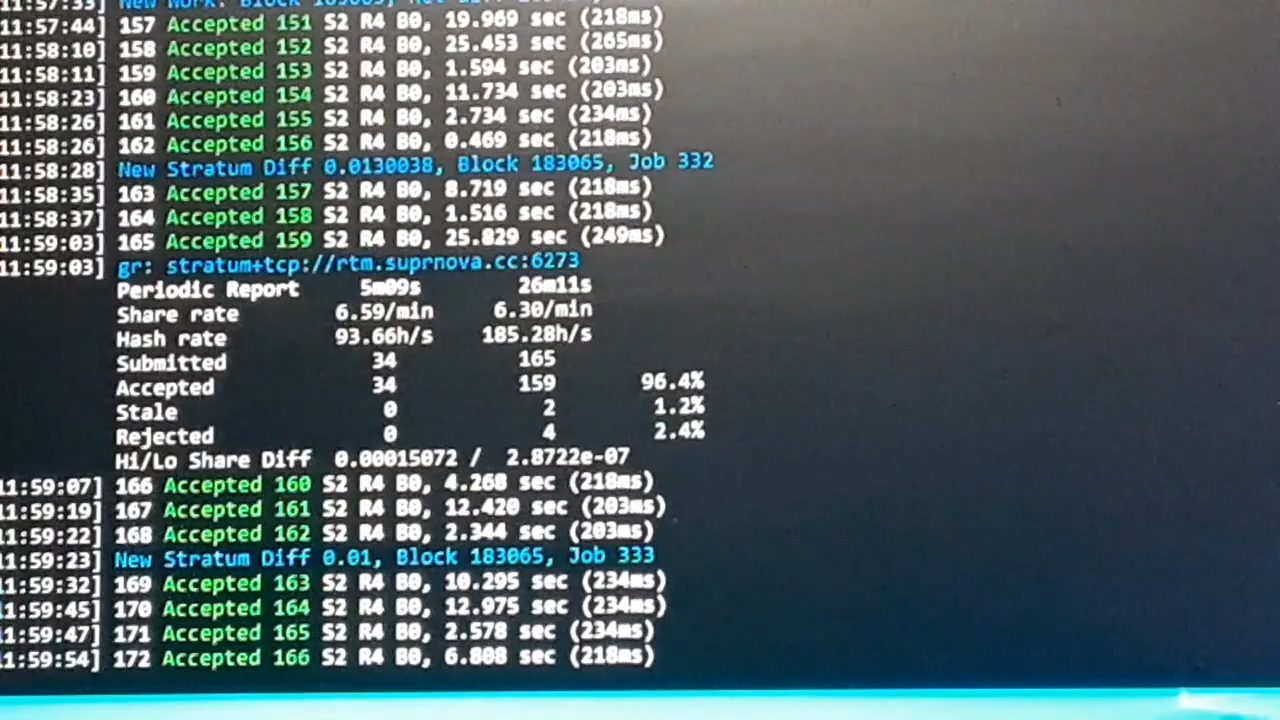 11:57:33] New Work: Block 183065,
11:57:44] 157 Accepted 151 S2 R4 B0, 19.969 sec (218ms)
11:58:10] 158 Accepted 152 S2 R4 B0, 25.453 sec (265ms)
11:58:11] 159 Accepted 153 S2 R4 B0, 1.594 sec (203ms)
11:58:23] 160 Accepted 154 S2 R4 B0, 11.734 sec (203ms)
11:58:26] 161 Accepted 155 S2 R4 B0, 2.734 sec (234ms)
11:58:26] 162 Accepted 156 S2 R4 B0, 0.469 sec (218ms)
11:58:28] New Stratum Diff 0.0130038, Block 183065, Job 332
11:58:35] 163 Accepted 157 S2 R4 B0, 8.719 sec (218ms)
11:58:37] 164 Accepted 158 S2 R4 B0, 1.516 sec (218ms)
11:59:03] 165 Accepted 159 S2 R4 B0, 25.829 sec (249ms)
11:59:03] gr: stratum+tcp://rtm.suprnova.cc:6273
Periodic Report 5m09s 26m11s
Share rate 6.59/min 6.30/min
Hash rate 93.66h/s 185.28h/s
Submitted 34 165
Accepted 34 159 96.4%
Stale 0 2 1.2%
Rejected 0 4 2.4%
Hi/Lo Share Diff 0.00015072 / 2.8722e-07
11:59:07] 166 Accepted 160 S2 R4 B0, 4.268 sec (218ms)
11:59:19] 167 Accepted 161 S2 R4 B0, 12.420 sec (203ms)
11:59:22] 168 Accepted 162 S2 R4 B0, 2.344 sec (203ms)
11:59:23] New Stratum Diff 0.01, Block 183065, Job 333
11:59:32] 169 Accepted 163 S2 R4 B0, 10.295 sec (234ms)
11:59:45] 170 Accepted 164 S2 R4 B0, 12.975 sec (234ms)
11:59:47] 171 Accepted 165 S2 R4 B0, 2.578 sec (234ms)
11:59:54] 172 Accepted 166 S2 R4 B0, 6.808 sec (218ms)